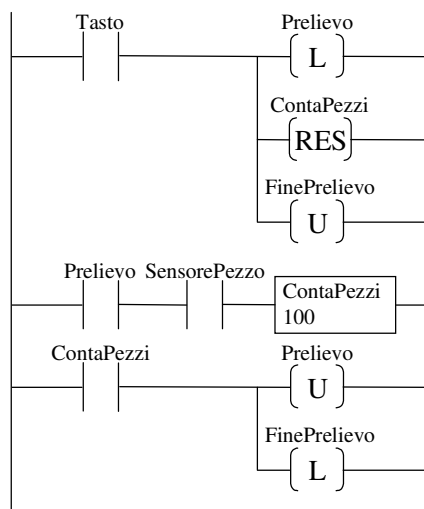 Tasto
Prelievo
L
ContaPezzi
RES
FinePrelievo
U
Prelievo SensorePezzo
ContaPezzi
100
ContaPezzi
Prelievo
U
FinePrelievo
L